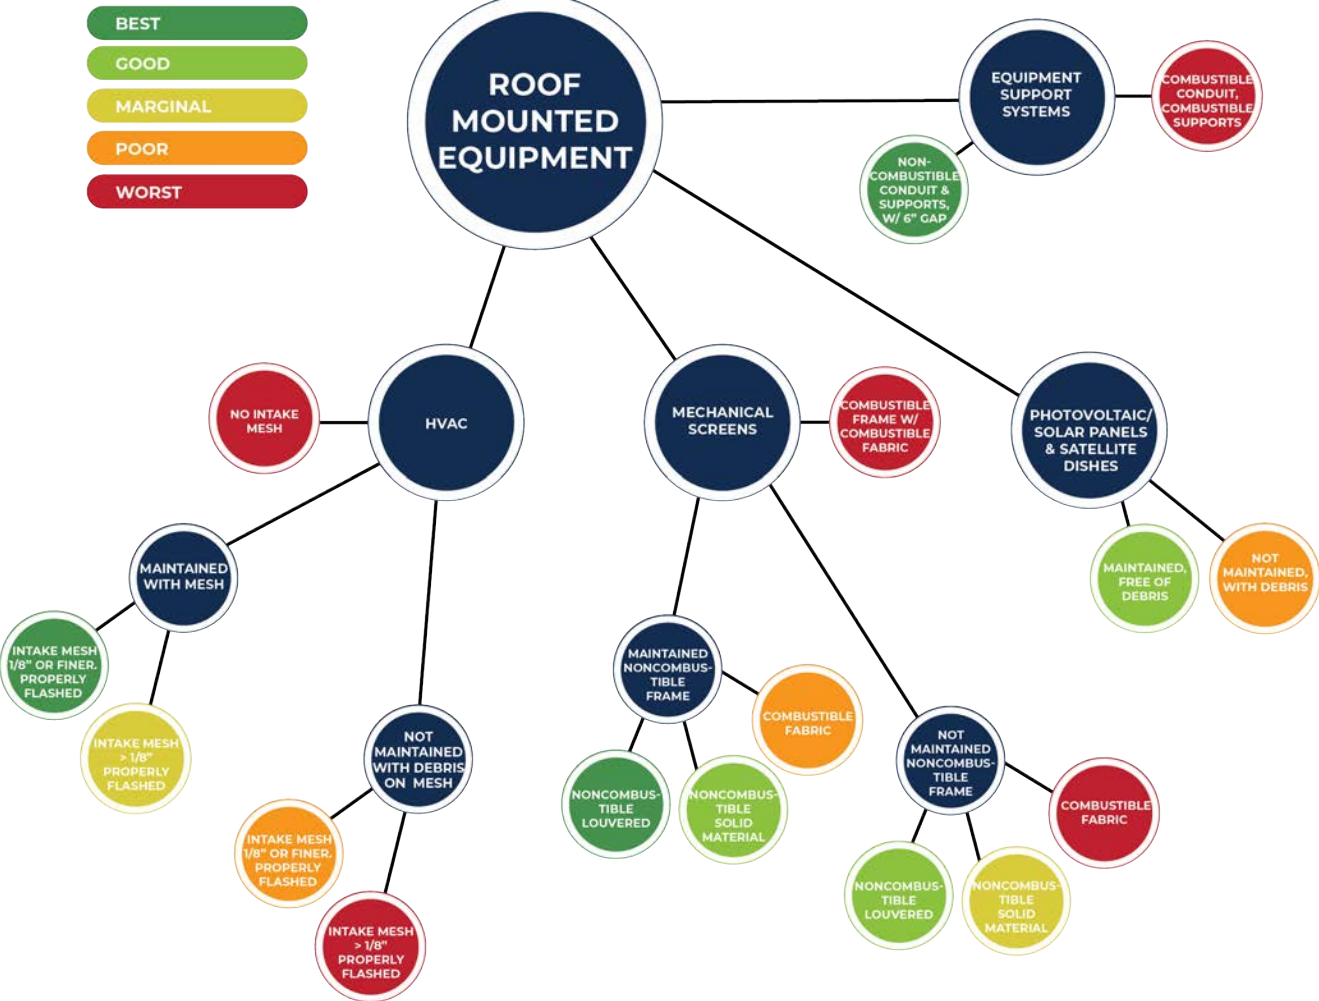 BEST
GOOD
MARGINAL
POOR
WORST
ROOF
MOUNTED
EQUIPMENT
EQUIPMENT
SUPPORT
SYSTEMS
COMBUSTIBLE
CONDUIT,
COMBUSTIBLE
SUPPORTS
NON-
COMBUSTIBLE
CONDUIT &
SUPPORTS,
W/ 6" GAP
NO INTAKE
MESH
HVAC
MECHANICAL
SCREENS
COMBUSTIBLE
FRAME W/
COMBUSTIBLE
FABRIC
PHOTOVOLTAIC/
SOLAR PANELS
& SATELLITE
DISHES
MAINTAINED
WITH MESH
MAINTAINED,
FREE OF
DEBRIS
NOT
MAINTAINED,
WITH DEBRIS
INTAKE MESH
1/8" OR FINER.
PROPERLY
FLASHED
INTAKE MESH
> 1/8"
PROPERLY
FLASHED
NOT
MAINTAINED
WITH DEBRIS
ON MESH
INTAKE MESH
1/8" OR FINER.
PROPERLY
FLASHED
INTAKE MESH
> 1/8"
PROPERLY
FLASHED
MAINTAINED
NONCOMBUS-
TIBLE
FRAME
COMBUSTIBLE
FABRIC
NONCOMBUS-
TIBLE
LOUVERED
NONCOMBUS-
TIBLE
SOLID
MATERIAL
NOT
MAINTAINED
NONCOMBUS-
TIBLE
FRAME
COMBUSTIBLE
FABRIC
NONCOMBUS-
TIBLE
LOUVERED
NONCOMBUS-
TIBLE
SOLID
MATERIAL